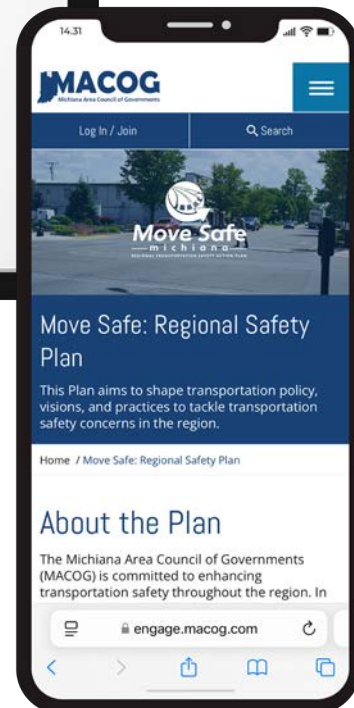 14.31
MACOG
Michiana Area Council of Governments
Log In / Join
Search
Move Safe
michiana
REGIONAL TRANSPORTATION SAFETY ACTION PLAN
Move Safe: Regional Safety
Plan
This Plan aims to shape transportation policy,
visions, and practices to tackle transportation
safety concerns in the region.
Home / Move Safe: Regional Safety Plan
About the Plan
The Michiana Area Council of Governments
(MACOG) is committed to enhancing
transportation safety throughout the region. In
engage.macog.com